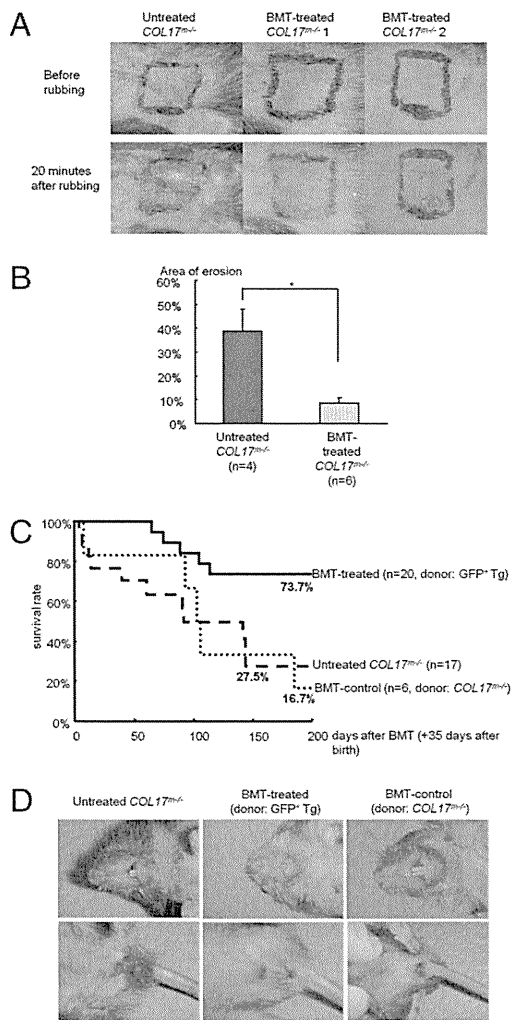 A
Untreated COL17m-/-
BMT-treated COL17m-/- 1
BMT-treated COL17m-/- 2
Before rubbing
20 minutes after rubbing
B
Area of erosion
60%
50%
40%
30%
20%
10%
0%
*
Untreated COL17m-/- (n=4)
BMT-treated COL17m-/- (n=6)
C
survival rate
100%
80%
60%
40%
20%
0%
BMT-treated (n=20, donor: GFP+ Tg)
73.7%
Untreated COL17m-/- (n=17)
27.5%
BMT-control (n=6, donor: COL17m-/-)
16.7%
0
50
100
150
200
days after BMT (+35 days after birth)
D
Untreated COL17m-/-
BMT-treated (donor: GFP+ Tg)
BMT-control (donor: COL17m-/-)